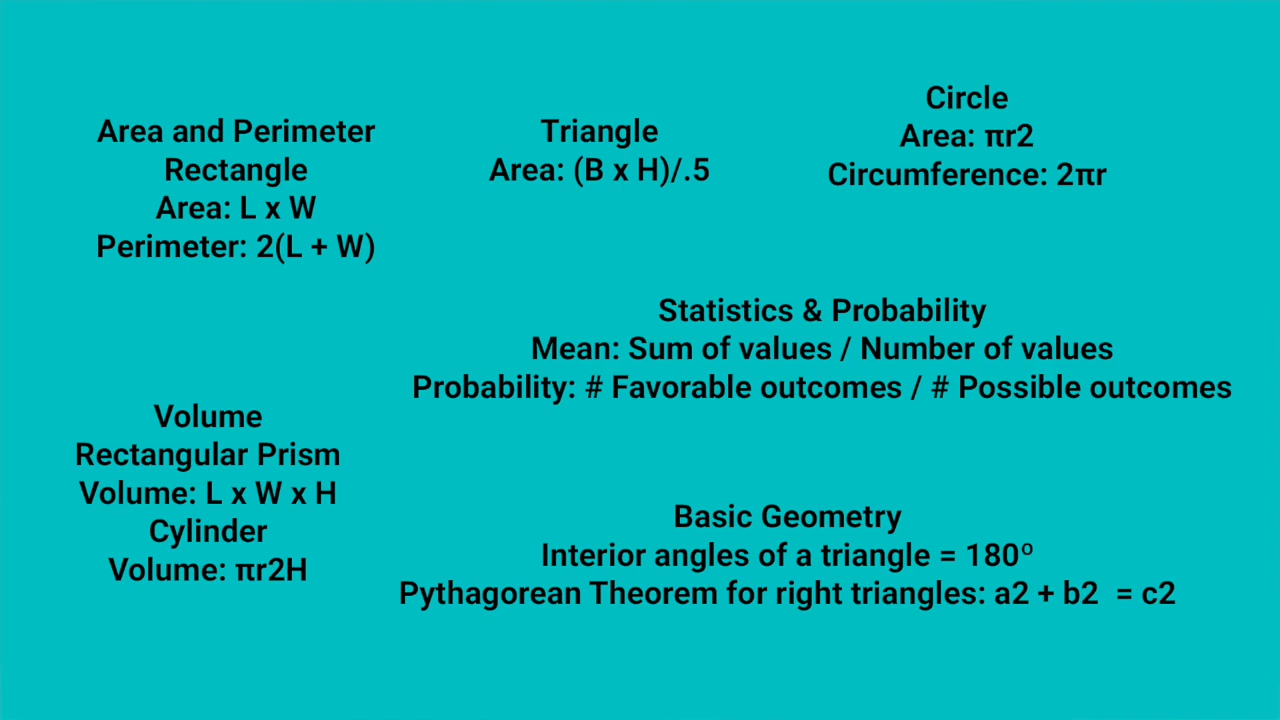 Area and Perimeter
Rectangle
Area: L x W
Perimeter: 2(L + W)
Triangle
Area: (B x H)/.5
Circle
Area: πr2
Circumference: 2πr
Statistics & Probability
Mean: Sum of values / Number of values
Probability: # Favorable outcomes / # Possible outcomes
Volume
Rectangular Prism
Volume: L x W x H
Cylinder
Volume: πr2H
Basic Geometry
Interior angles of a triangle = 180º
Pythagorean Theorem for right triangles: a2 + b2  = c2